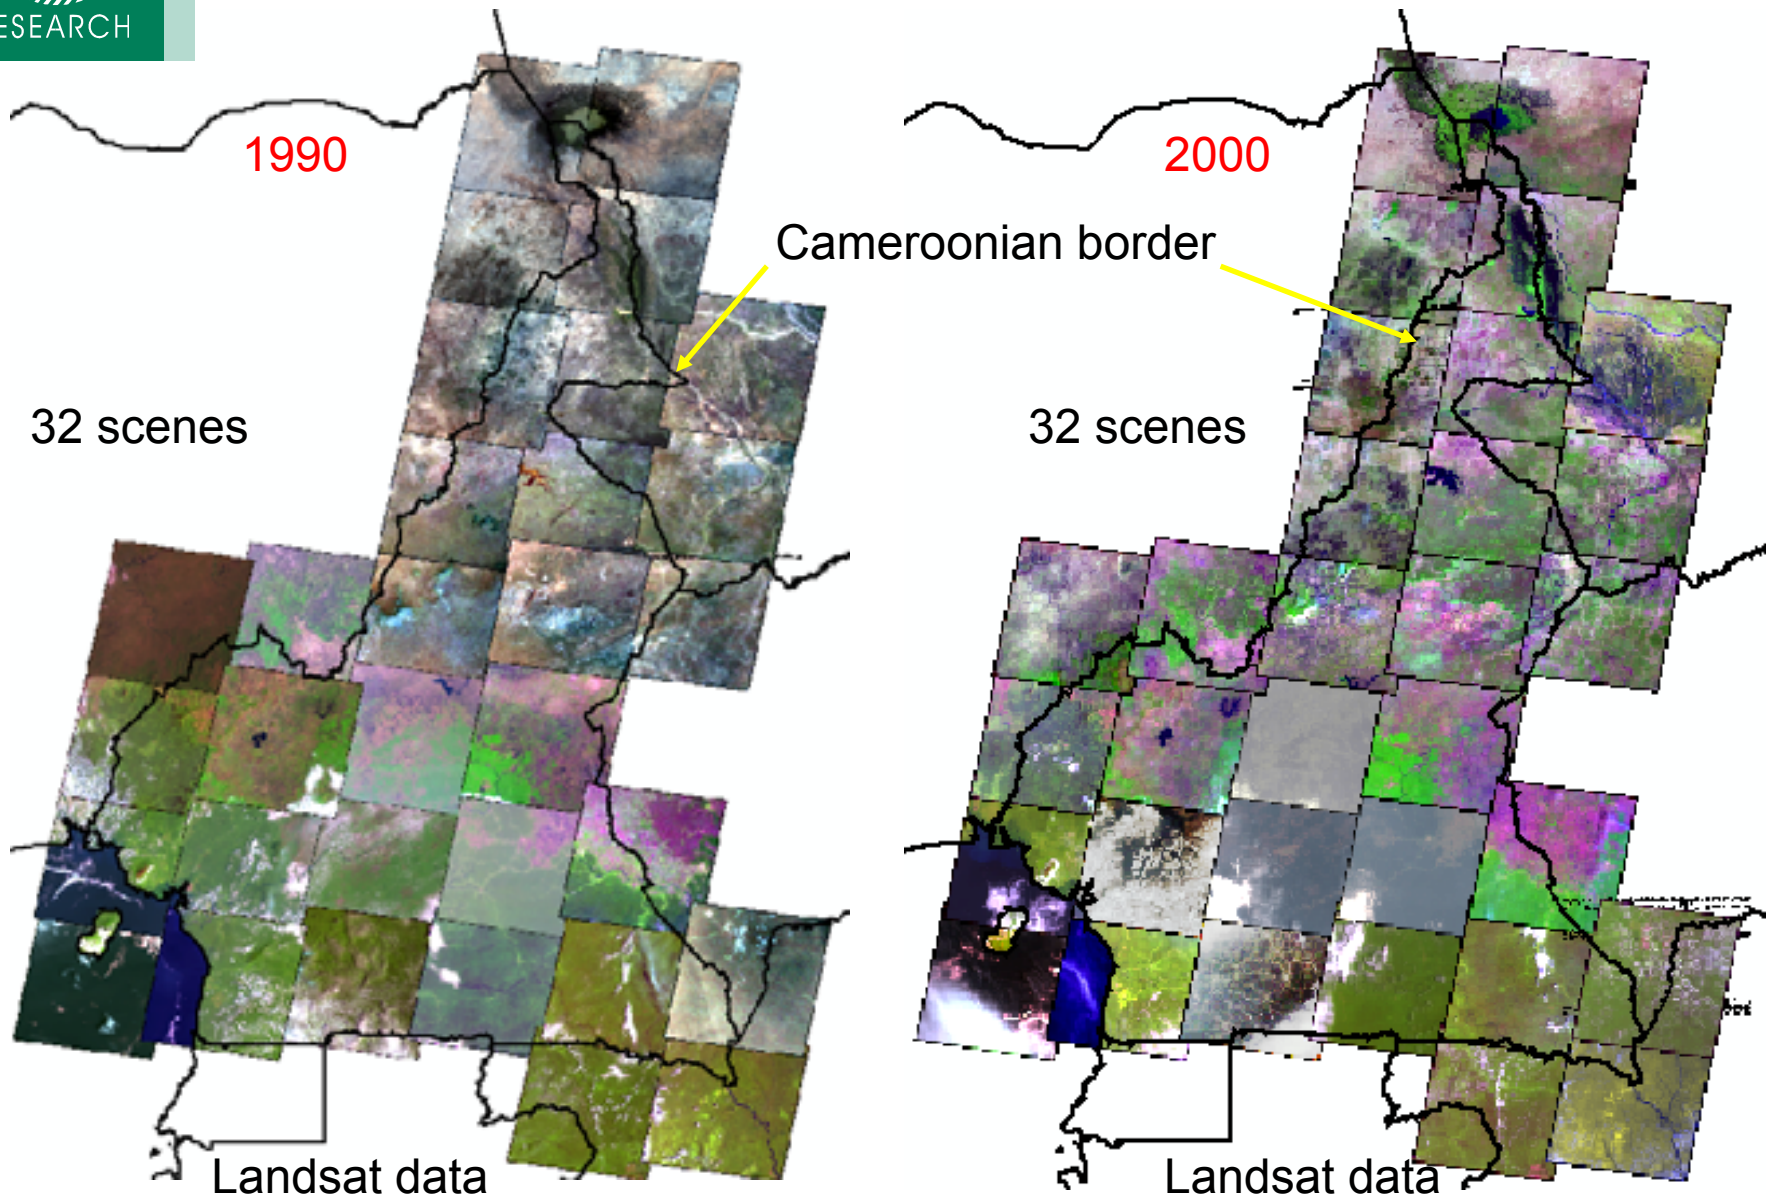 ESEARCH
1990
2000
Cameroonian border
32 scenes
32 scenes
Landsat data
Landsat data